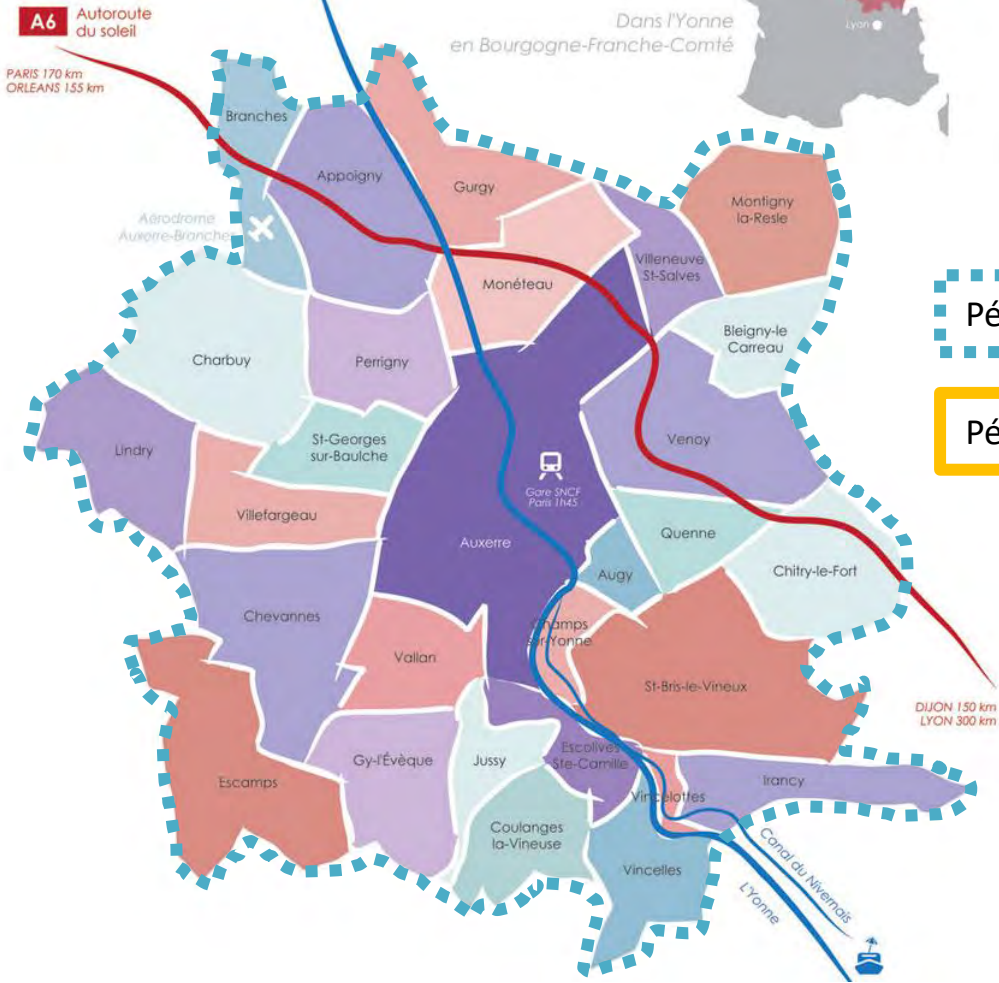 A6
Autoroute
du soleil
PARIS 170 km
ORLEANS 155 km
Dans l'Yonne
en Bourgogne-Franche-Comté
Lyon
Branches
Appoigny
Gurgy
Montigny
la-Resle
Aérodrome
Auxerre-Branches
Monéteau
Villeneuve
St-Salves
Bleigny-le
Carreau
Charbuy
Perrigny
Lindry
St-Georges
sur-Baulche
Venoy
Gare SNCF
Paris 1h45
Villefargeau
Auxerre
Quenne
Augy
Chitry-le-Fort
Chevannes
Champs
sur-Yonne
Vallan
St-Bris-le-Vineux
DIJON 150 km
LYON 300 km
Escamps
Gy-l'Évèque
Jussy
Escolives
Ste-Camille
Irancy
Vincelottes
Coulanges
la-Vineuse
Vincelles
Canal du Nivernais
L'Yonne
Pé
Pé